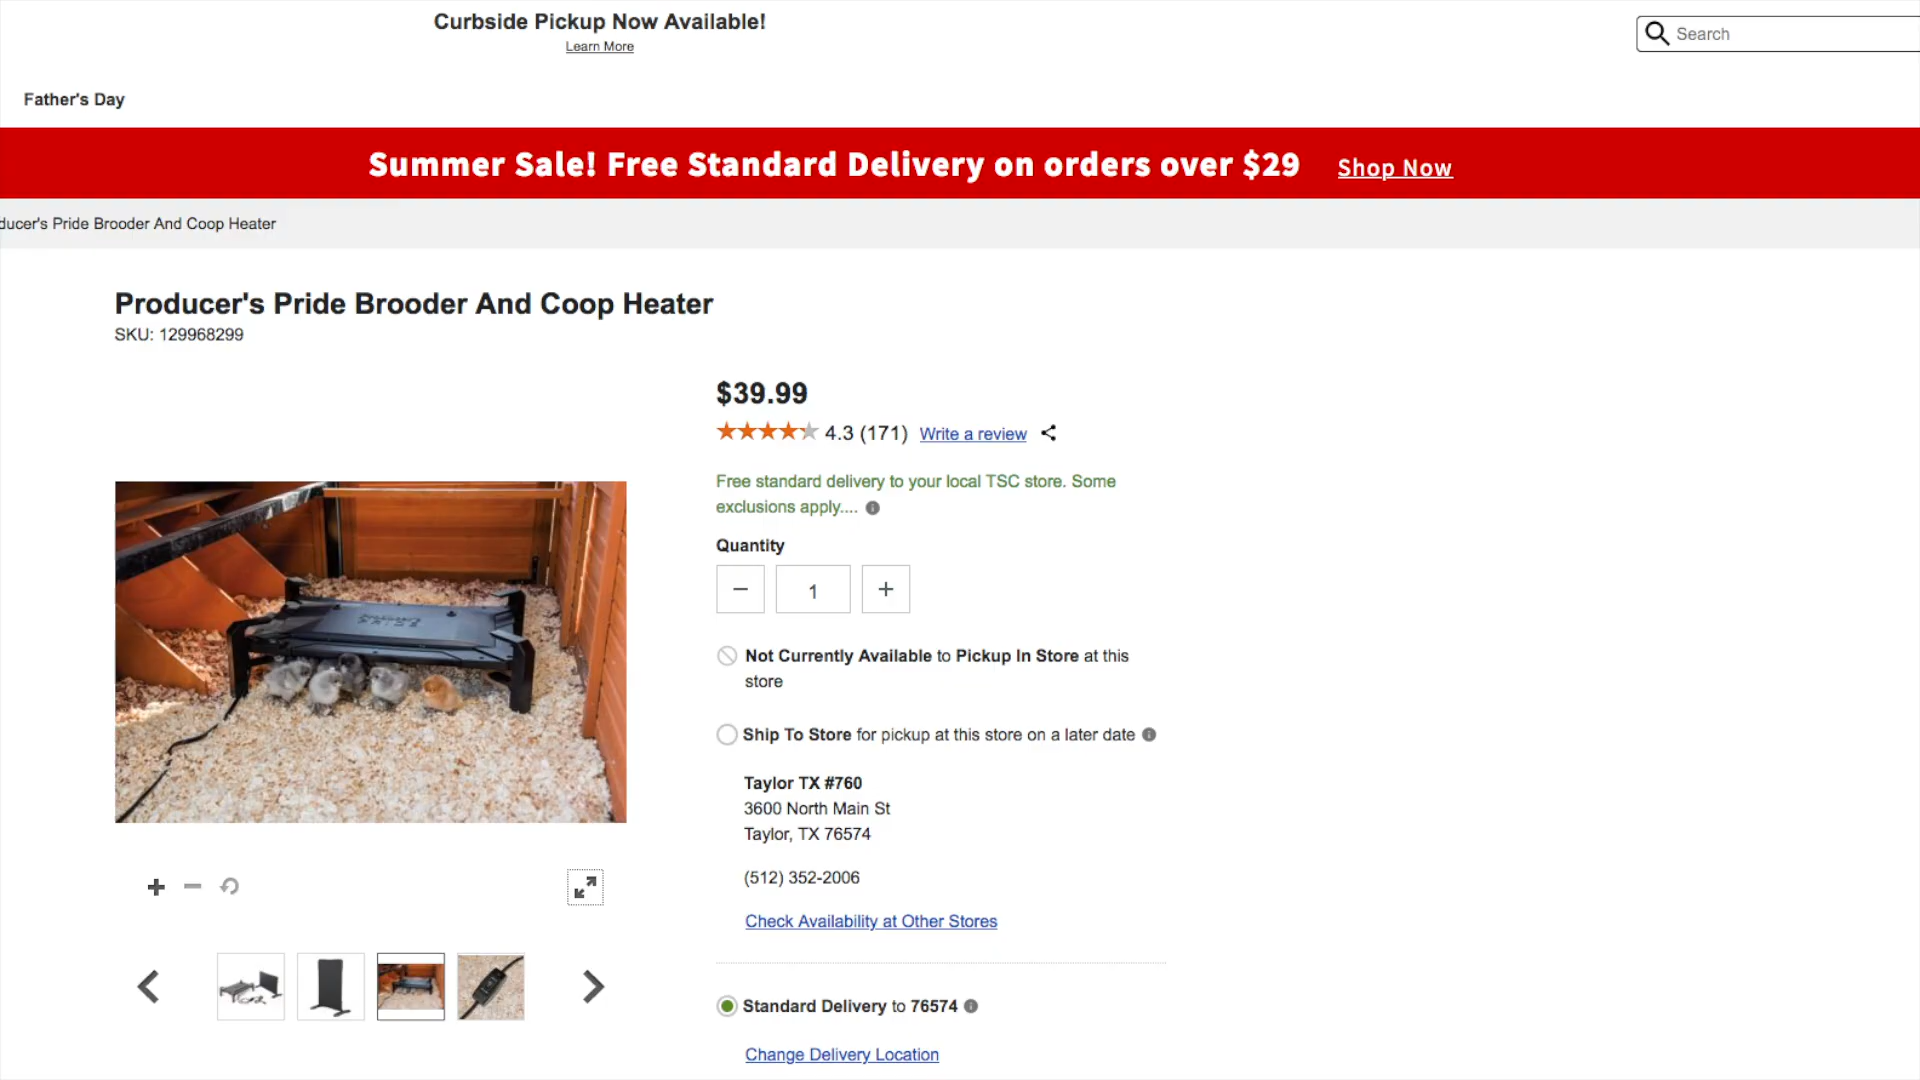 Curbside Pickup Now Available!
Learn More
Search
Father's Day
Summer Sale! Free Standard Delivery on orders over $29 Shop Now
ducer's Pride Brooder And Coop Heater
Producer's Pride Brooder And Coop Heater
SKU: 129968299
$39.99
4.3 (171) Write a review
Free standard delivery to your local TSC store. Some
exclusions apply....
Quantity
1
Not Currently Available to Pickup In Store at this
store
Ship To Store for pickup at this store on a later date
Taylor TX #760
3600 North Main St
Taylor, TX 76574
(512) 352-2006
Check Availability at Other Stores
Standard Delivery to 76574
Change Delivery Location